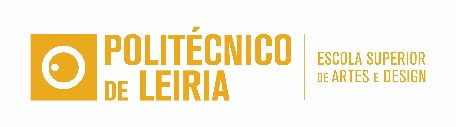 POLITÉCNICO
DE LEIRIA
ESCOLA SUPERIOR
DE ARTES E DESIGN